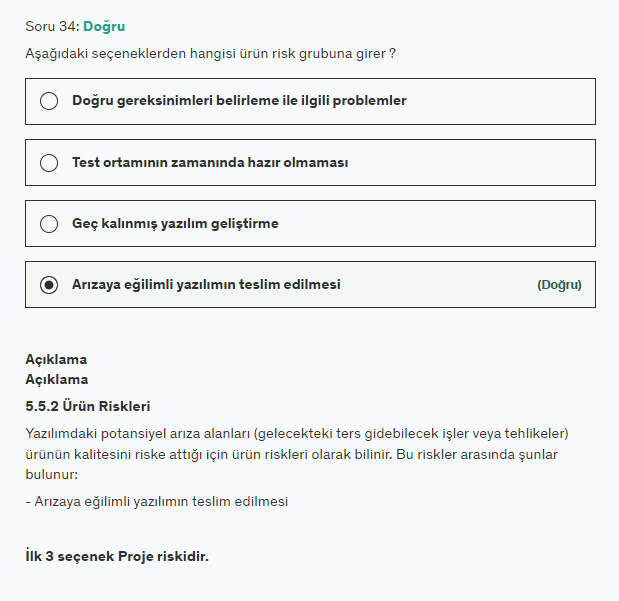 Soru 34: Doğru
Aşağıdaki seçeneklerden hangisi ürün risk grubuna girer ?
Doğru gereksinimleri belirleme ile ilgili problemler
Test ortamının zamanında hazır olmaması
Geç kalınmış yazılım geliştirme
Arızaya eğilimli yazılımın teslim edilmesi (Doğru)
Açıklama
Açıklama
5.5.2 Ürün Riskleri
Yazılımdaki potansiyel arıza alanları (gelecekteki ters gidebilecek işler veya tehlikeler)
ürünün kalitesini riske attığı için ürün riskleri olarak bilinir. Bu riskler arasında şunlar
bulunur:
- Arızaya eğilimli yazılımın teslim edilmesi
İlk 3 seçenek Proje riskidir.